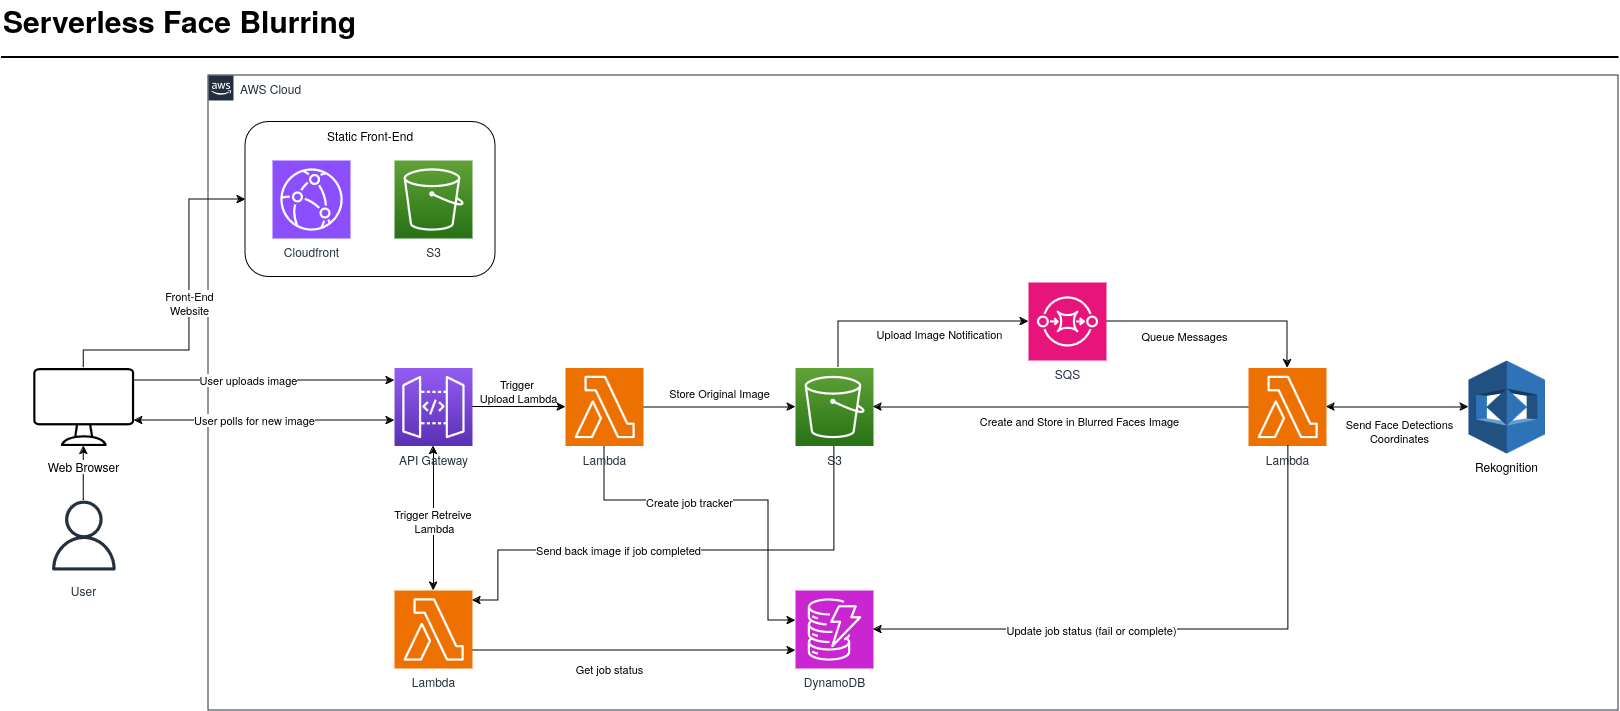 Serverless Face Blurring
aws
AWS Cloud
Static Front-End
Cloudfront
S3
Front-End
Website
User uploads image
User polls for new image
Web Browser
User
API Gateway
Trigger
Upload Lambda
Lambda
Store Original Image
S3
Upload Image Notification
SQS
Queue Messages
Create and Store in Blurred Faces Image
Lambda
Send Face Detections
Coordinates
Rekognition
Trigger Retreive
Lambda
Create job tracker
Send back image if job completed
Lambda
Get job status
DynamoDB
Update job status (fail or complete)